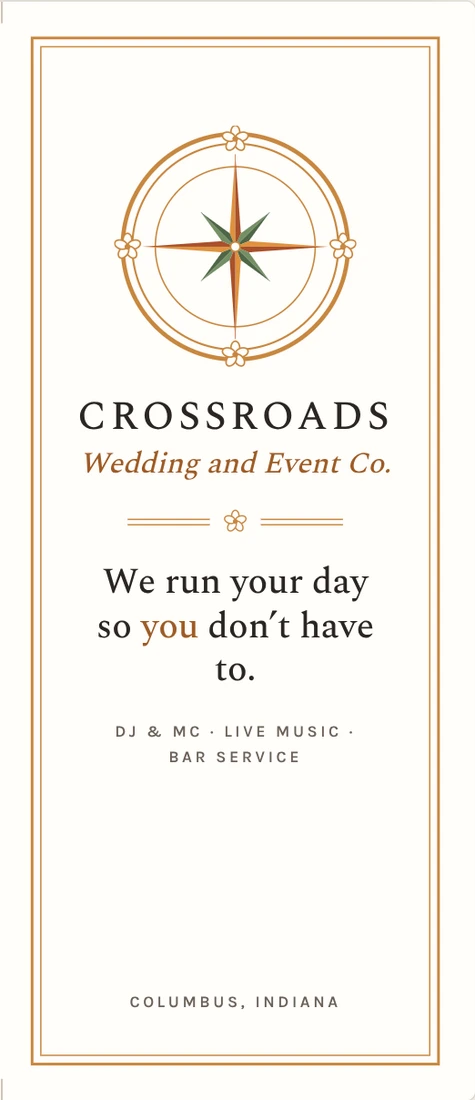 CROSSROADS
Wedding and Event Co.
We run your day
so you don’t have
to.
DJ & MC · LIVE MUSIC ·
BAR SERVICE
COLUMBUS, INDIANA